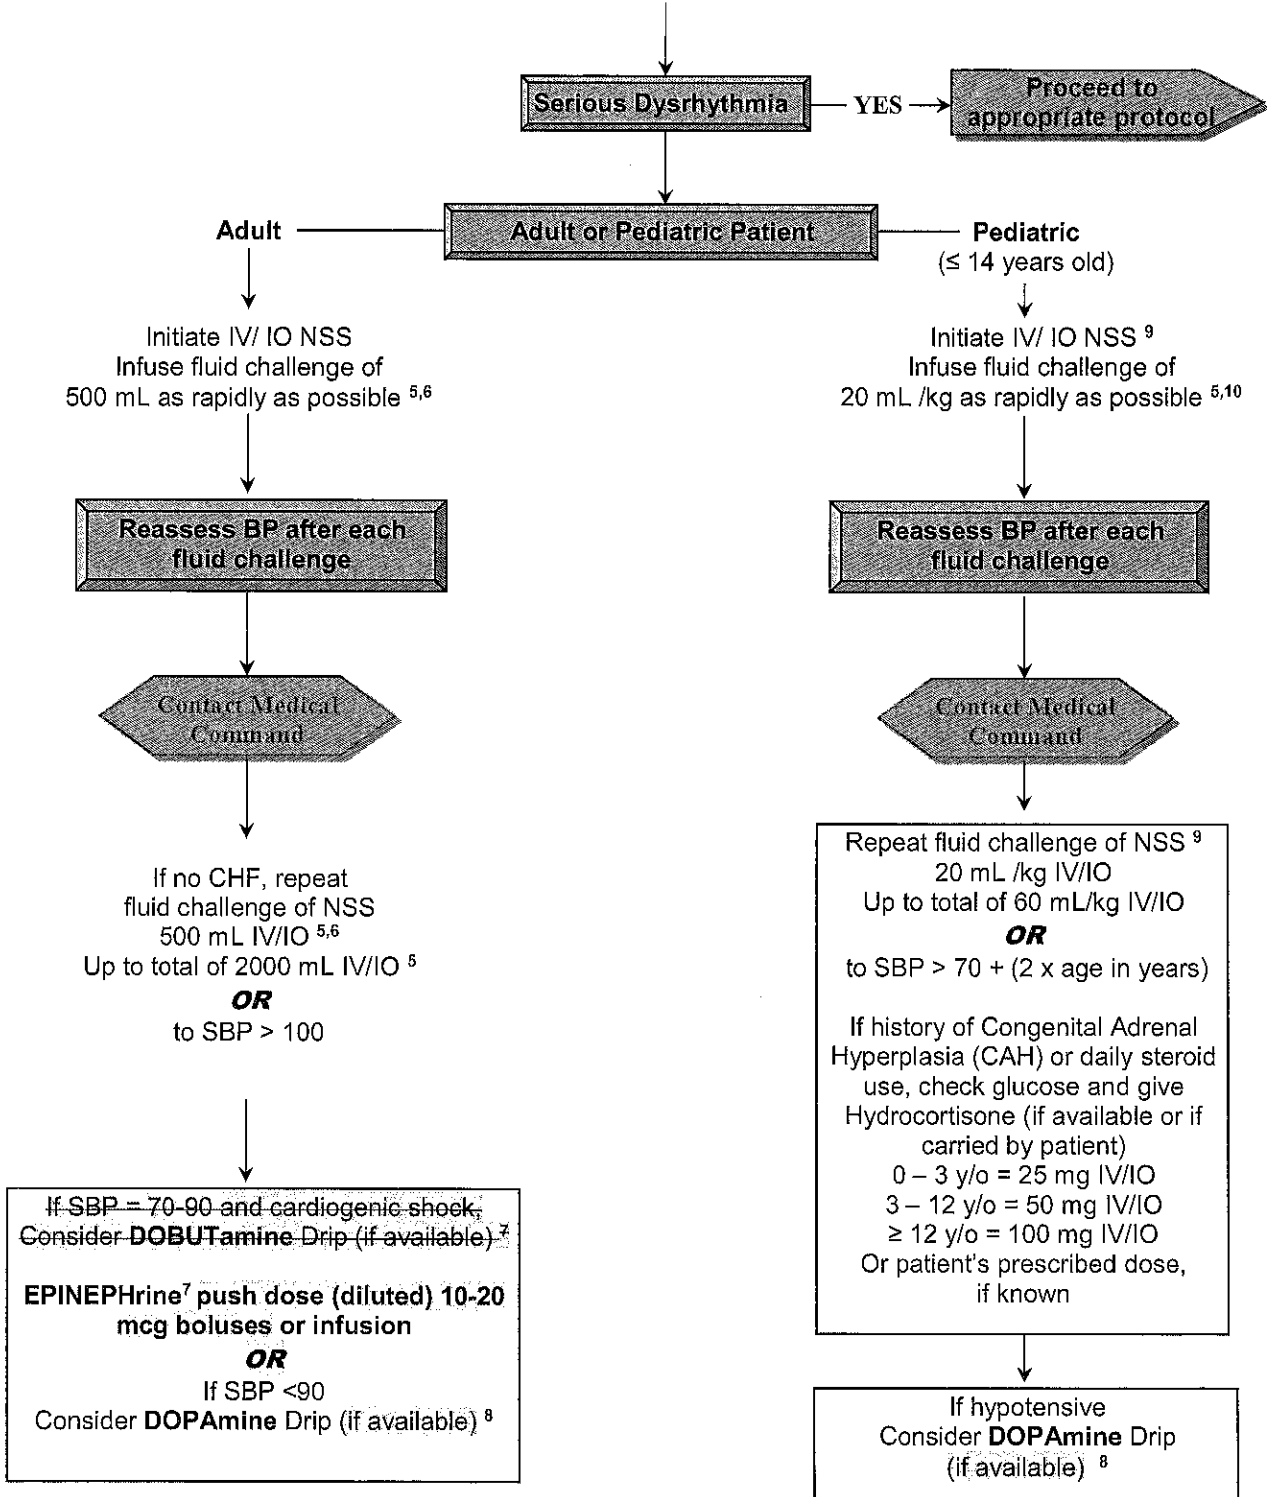 Serious Dysrhythmia
YES
Proceed to
appropriate protocol
Adult or Pediatric Patient
Adult
Initiate IV/ IO NSS
Infuse fluid challenge of
500 mL as rapidly as possible 5,6
Reassess BP after each
fluid challenge
Contact Medical
Command
If no CHF, repeat
fluid challenge of NSS
500 mL IV/IO 5,6
Up to total of 2000 mL IV/IO 5
OR
to SBP > 100
If SBP = 70-90 and cardiogenic shock,
Consider DOBUTamine Drip (if available) 7
EPINEPHrine7 push dose (diluted) 10-20
mcg boluses or infusion
OR
If SBP <90
Consider DOPAmine Drip (if available) 8
Pediatric
(≤ 14 years old)
Initiate IV/ IO NSS 9
Infuse fluid challenge of
20 mL /kg as rapidly as possible 5,10
Reassess BP after each
fluid challenge
Contact Medical
Command
Repeat fluid challenge of NSS 9
20 mL /kg IV/IO
Up to total of 60 mL/kg IV/IO
OR
to SBP > 70 + (2 x age in years)
If history of Congenital Adrenal
Hyperplasia (CAH) or daily steroid
use, check glucose and give
Hydrocortisone (if available or if
carried by patient)
0 – 3 y/o = 25 mg IV/IO
3 – 12 y/o = 50 mg IV/IO
≥ 12 y/o = 100 mg IV/IO
Or patient's prescribed dose,
if known
If hypotensive
Consider DOPAmine Drip
(if available) 8